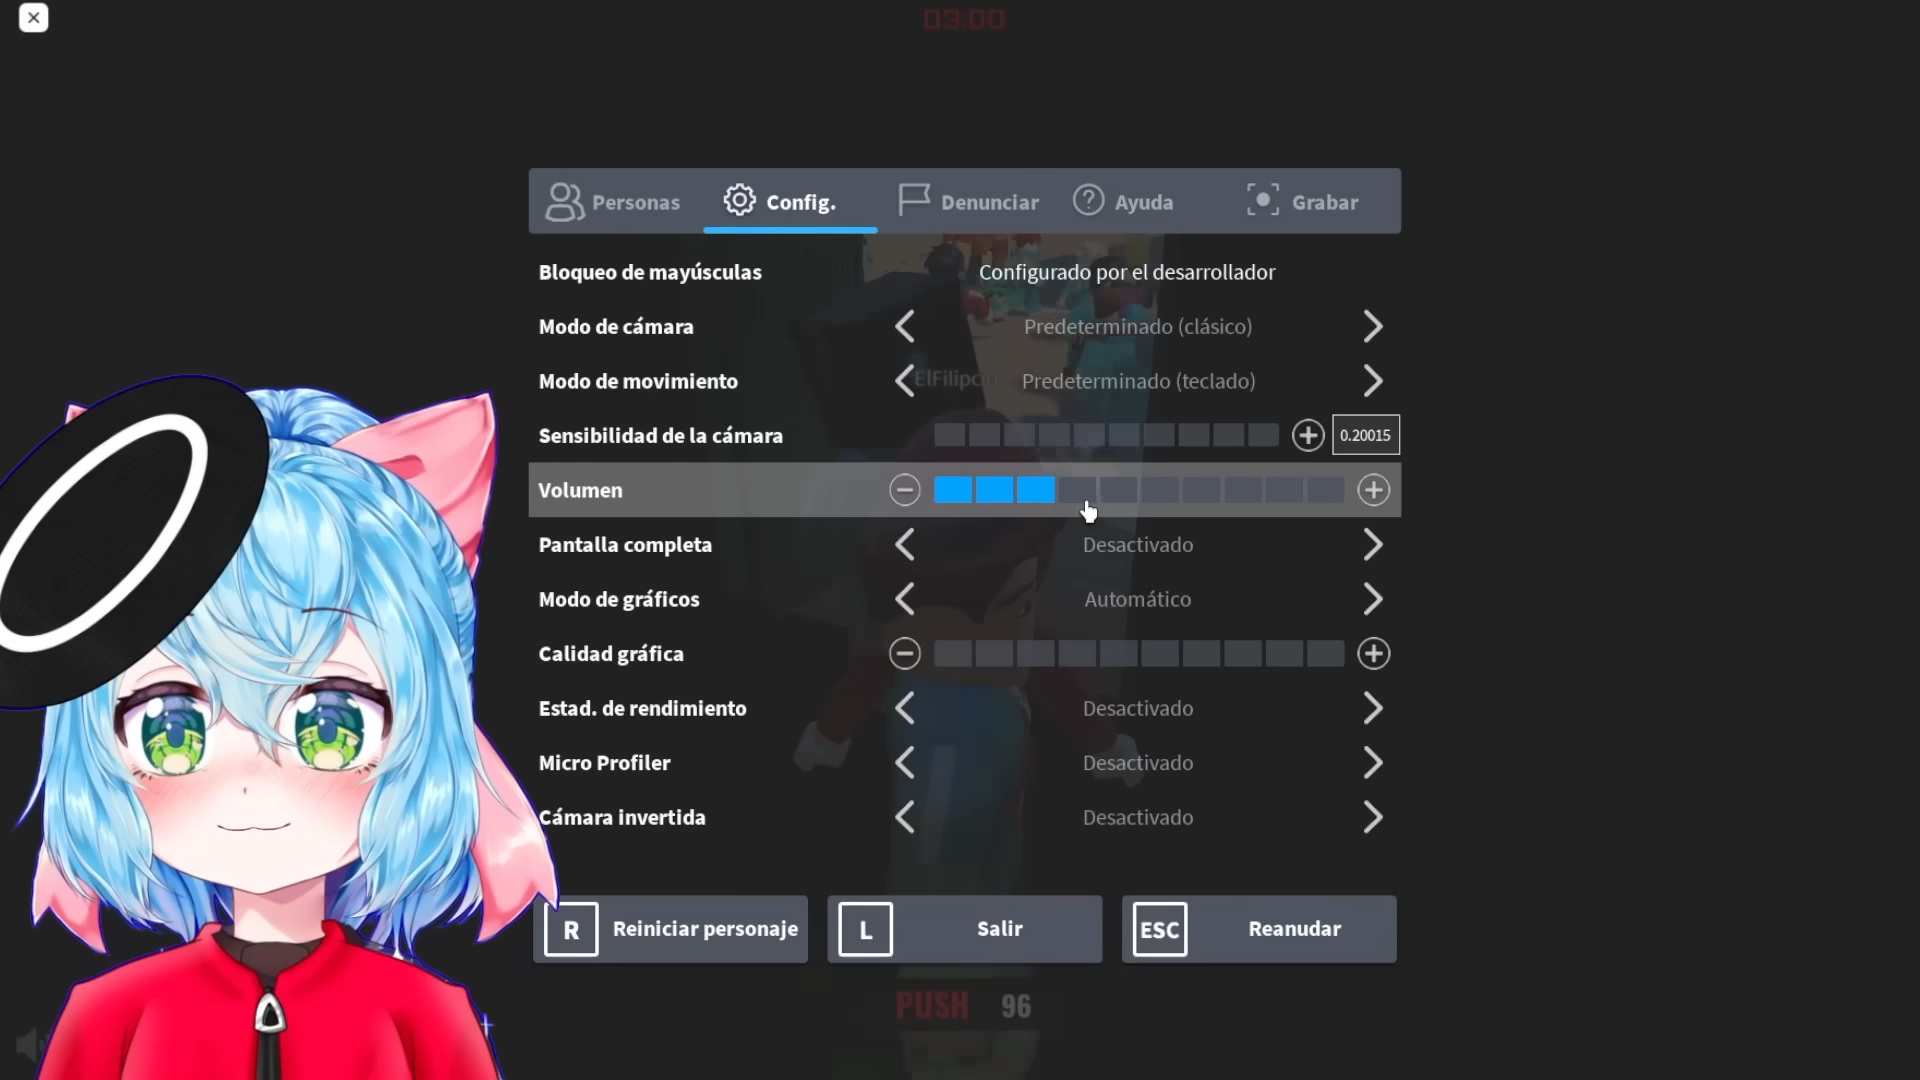 03:00
Personas
Config.
Denunciar
Ayuda
Grabar
Bloqueo de mayúsculas
Configurado por el desarrollador
Modo de cámara
Predeterminado (clásico)
Modo de movimiento
Predeterminado (teclado)
Sensibilidad de la cámara
0.20015
Volumen
Pantalla completa
Desactivado
Modo de gráficos
Automático
Calidad gráfica
Estad. de rendimiento
Desactivado
Micro Profiler
Desactivado
Cámara invertida
Desactivado
R Reiniciar personaje
L Salir
ESC Reanudar
PUSH 96